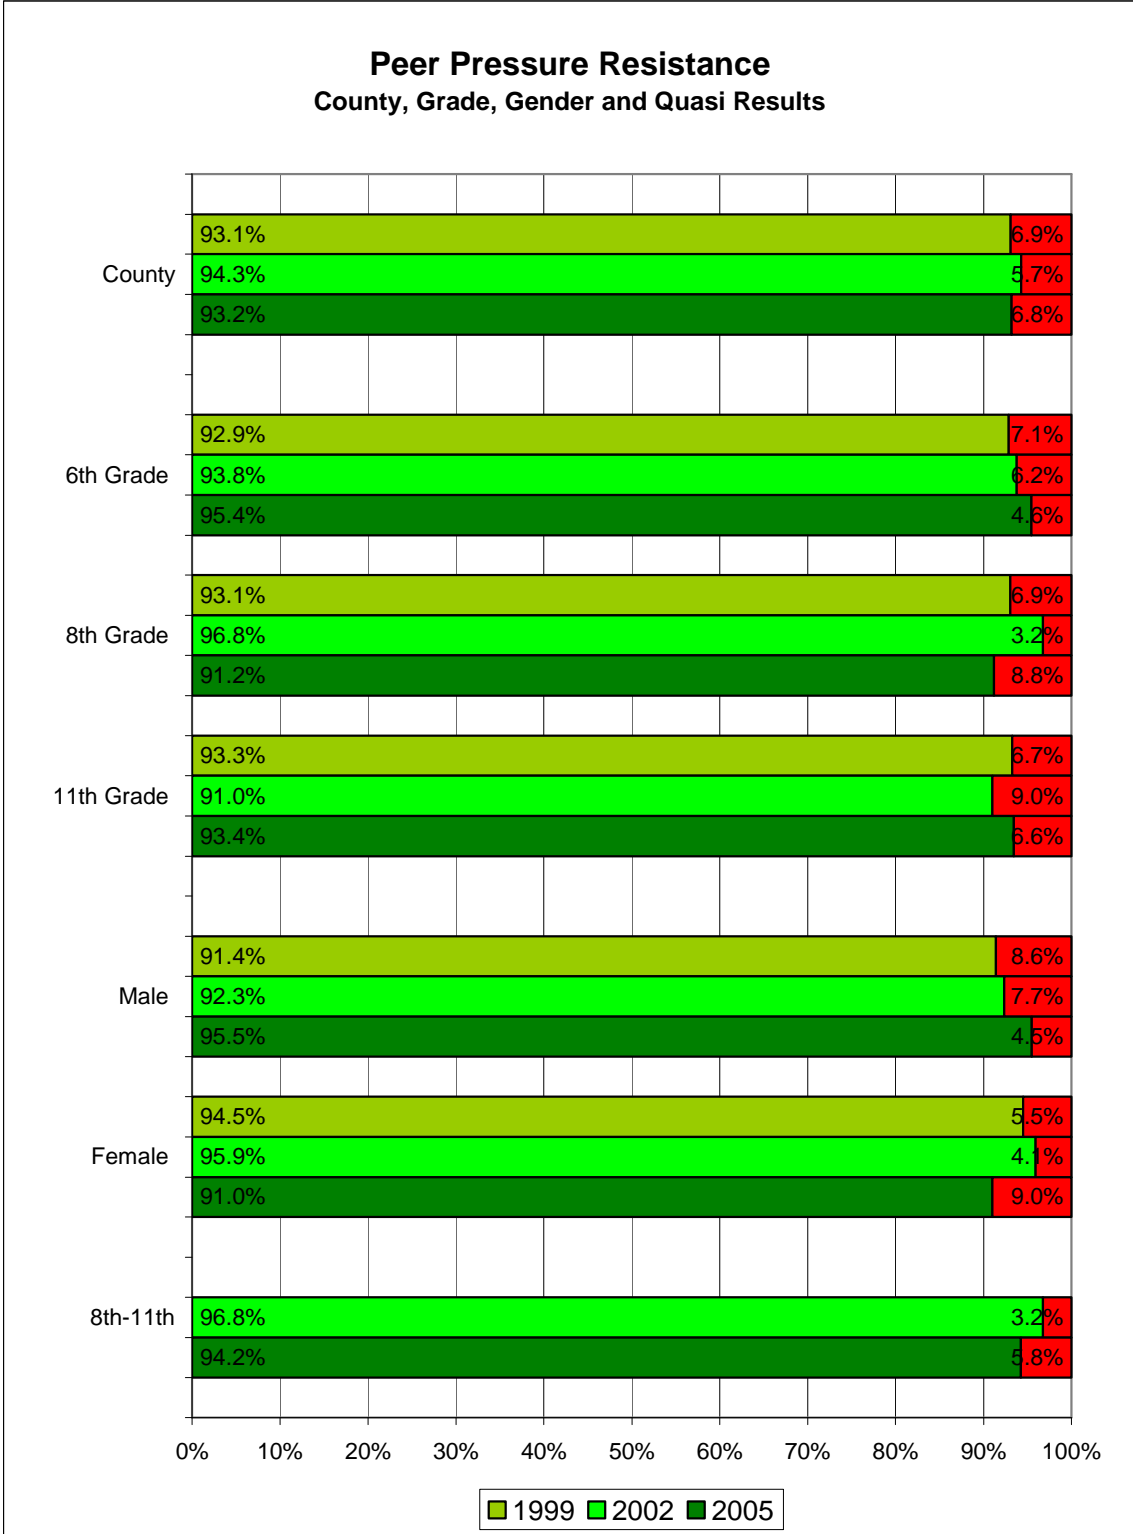 Peer Pressure Resistance
County, Grade, Gender and Quasi Results
County
93.1% 6.9%
94.3% 5.7%
93.2% 6.8%
6th Grade
92.9% 7.1%
93.8% 6.2%
95.4% 4.6%
8th Grade
93.1% 6.9%
96.8% 3.2%
91.2% 8.8%
11th Grade
93.3% 6.7%
91.0% 9.0%
93.4% 6.6%
Male
91.4% 8.6%
92.3% 7.7%
95.5% 4.5%
Female
94.5% 5.5%
95.9% 4.1%
91.0% 9.0%
8th-11th
96.8% 3.2%
94.2% 5.8%
0% 10% 20% 30% 40% 50% 60% 70% 80% 90% 100%
1999 2002 2005